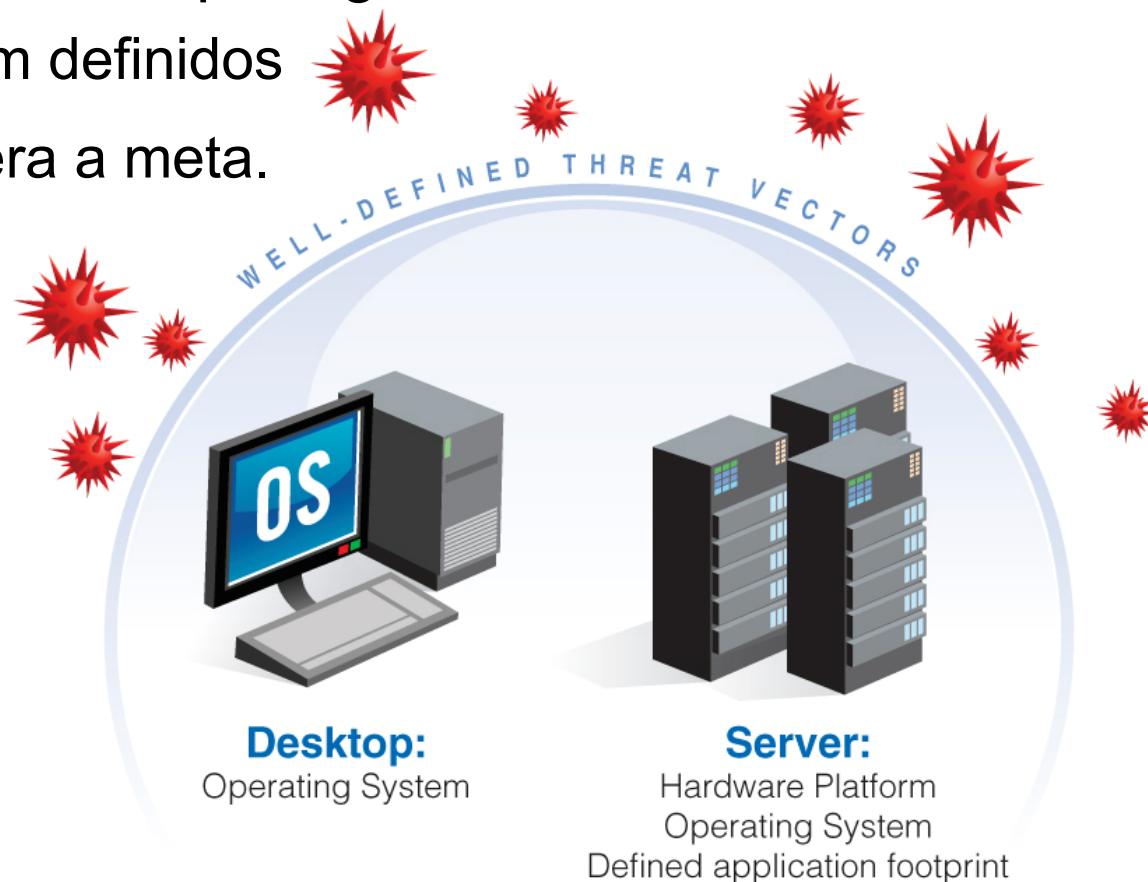 m definidos
era a meta.
WELL-DEFINED THREAT VECTORS
OS
Desktop:
Operating System
Server:
Hardware Platform
Operating System
Defined application footprint